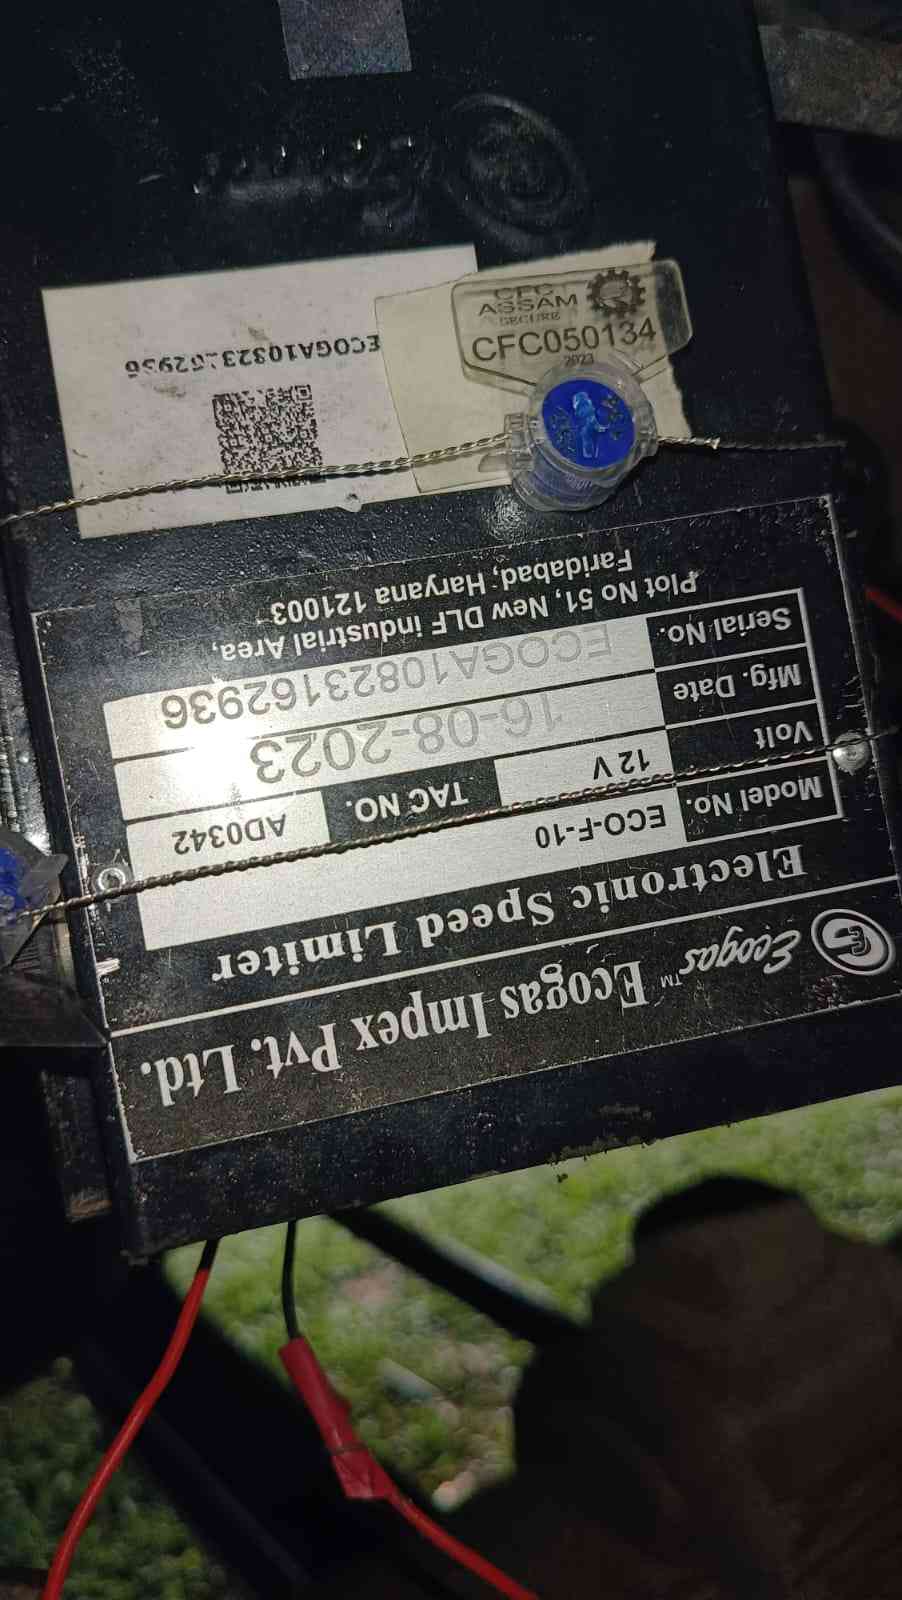 Ecogas™ Ecogas Impex Pvt. Ltd.
Electronic Speed Limiter
Model No. ECO-F-10
Volt 12 V TAC NO. AD0342
Mfg. Date 16-08-2023
Serial No. ECOGA10823162936
Plot No 51, New DLF industrial Area,
Faridabad, Haryana 121003
CFC
ASSAM
SECURE
CFC050134
2023